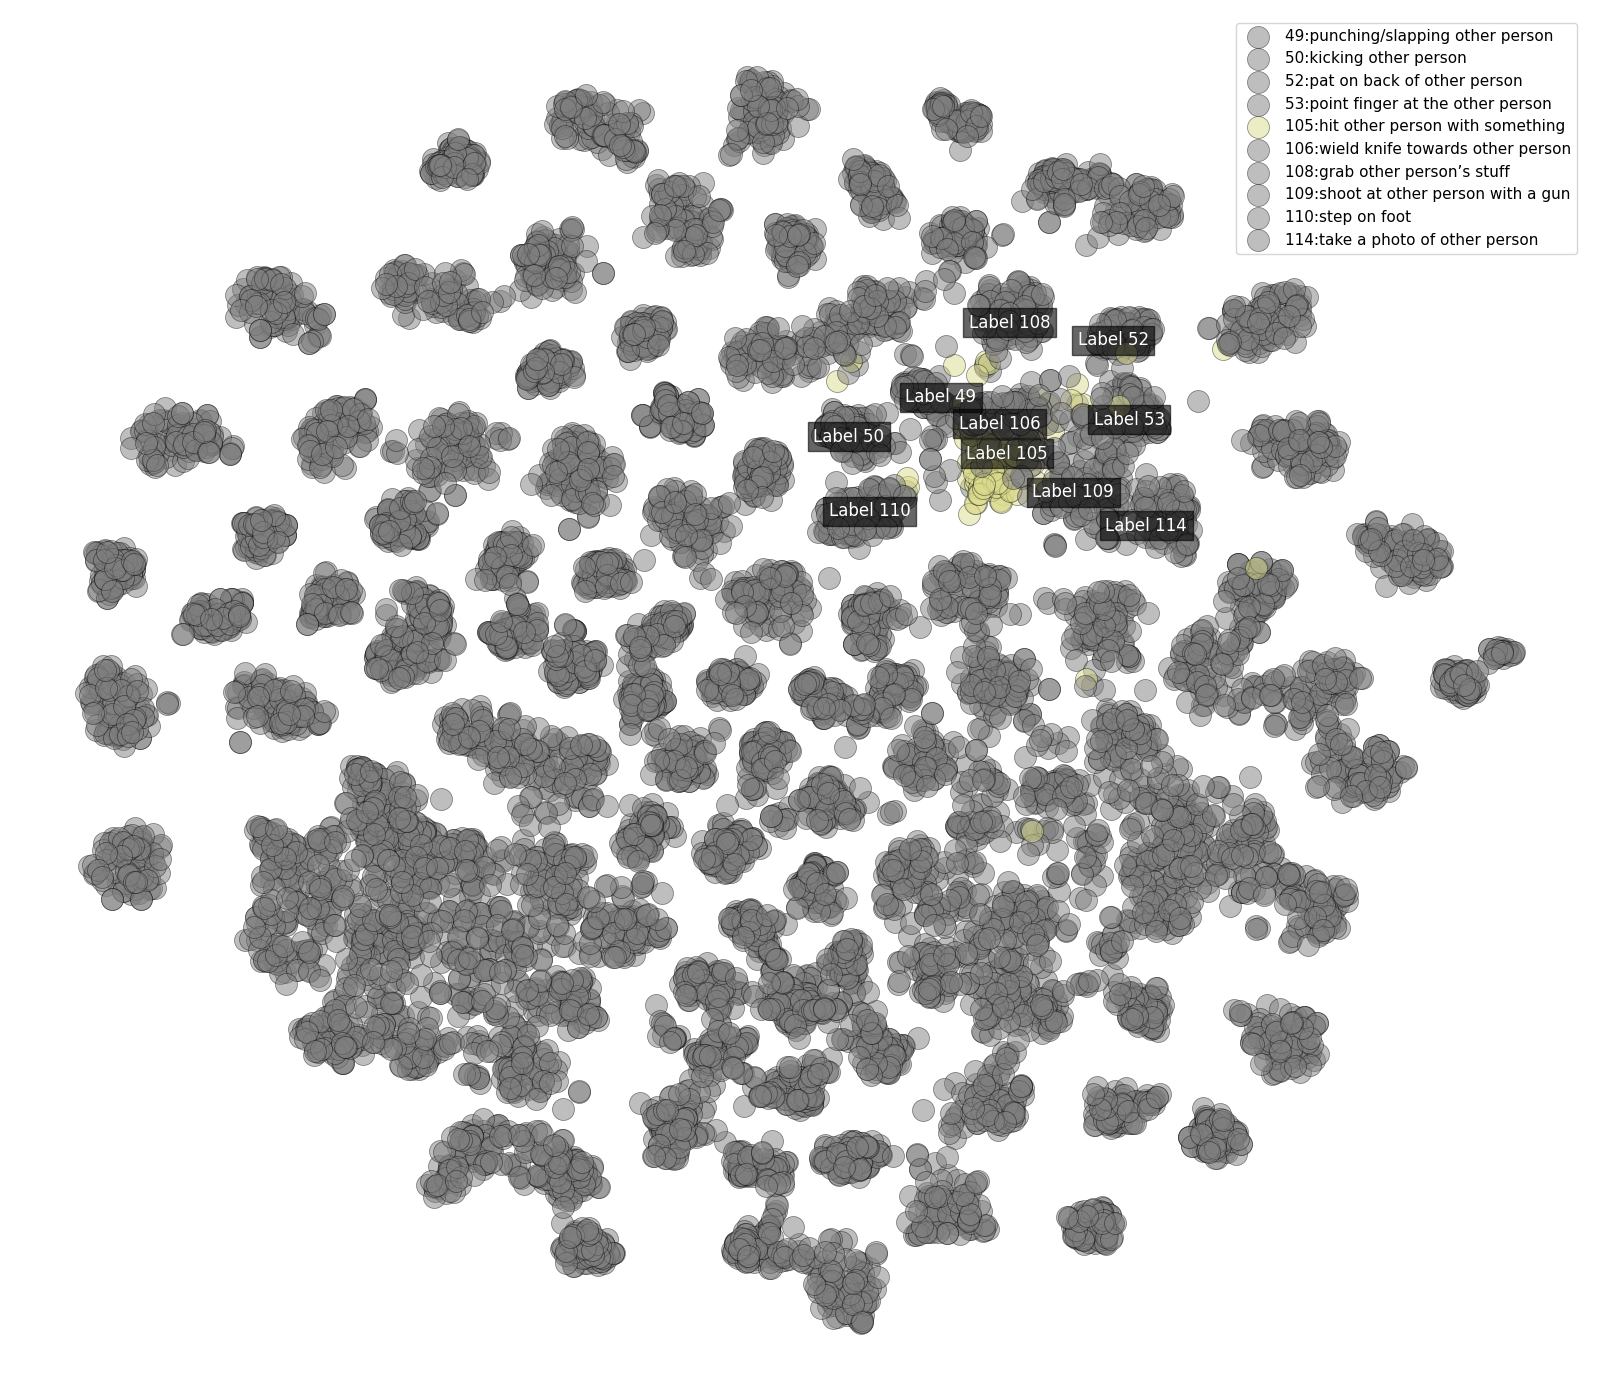 49:punching/slapping other person
50:kicking other person
52:pat on back of other person
53:point finger at the other person
105:hit other person with something
106:wield knife towards other person
108:grab other person’s stuff
109:shoot at other person with a gun
110:step on foot
114:take a photo of other person
Label 108
Label 52
Label 49
Label 53
Label 106
Label 50
Label 105
Label 109
Label 110
Label 114